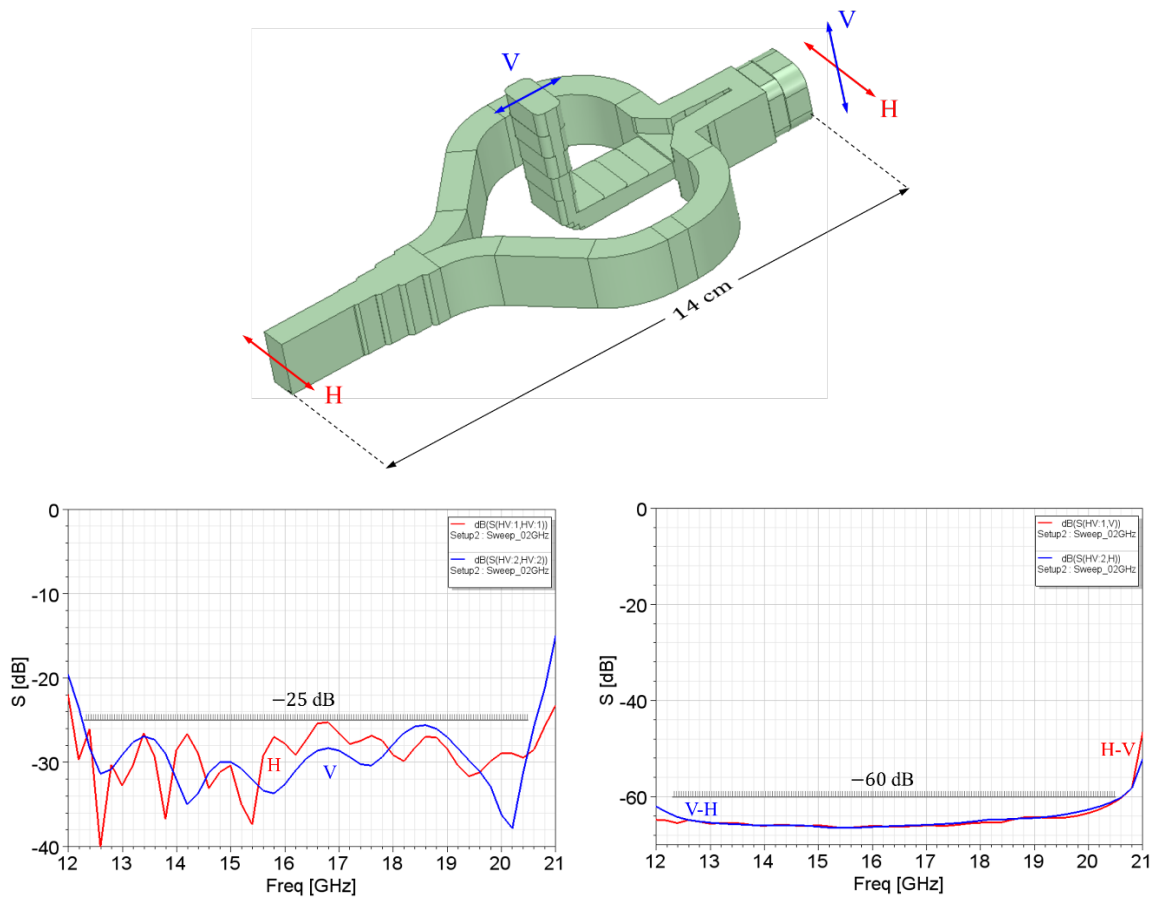 V
V
H
14 cm
H
0
-10
-20
-30
-40
S [dB]
dB(S(HV:1,HV:1))
Setup2 : Sweep_02GHz
dB(S(HV:2,HV:2))
Setup2 : Sweep_02GHz
−25 dB
H
V
12 13 14 15 16 17 18 19 20 21
Freq [GHz]
0
-20
-40
-60
S [dB]
dB(S(HV:1,V))
Setup2 : Sweep_02GHz
dB(S(HV:2,H))
Setup2 : Sweep_02GHz
H-V
−60 dB
V-H
12 13 14 15 16 17 18 19 20 21
Freq [GHz]